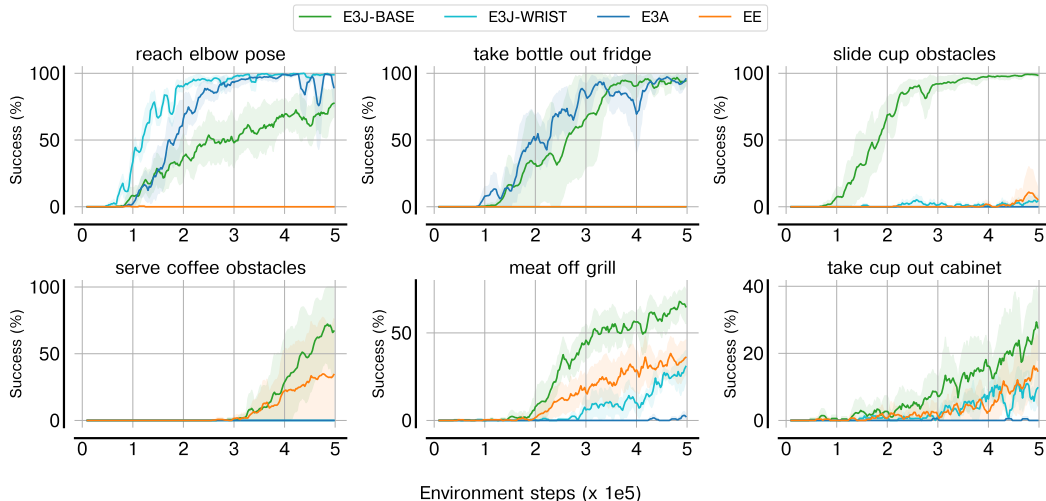 E3J-BASE E3J-WRIST E3A EE
reach elbow pose take bottle out fridge slide cup obstacles
Success (%) Success (%) Success (%)
100 100 100
50 50 50
0 0 0
0 1 2 3 4 5 0 1 2 3 4 5 0 1 2 3 4 5
serve coffee obstacles meat off grill take cup out cabinet
Success (%) Success (%) Success (%)
100 40
50 50 20
0 0 0
0 1 2 3 4 5 0 1 2 3 4 5 0 1 2 3 4 5
Environment steps (x 1e5)